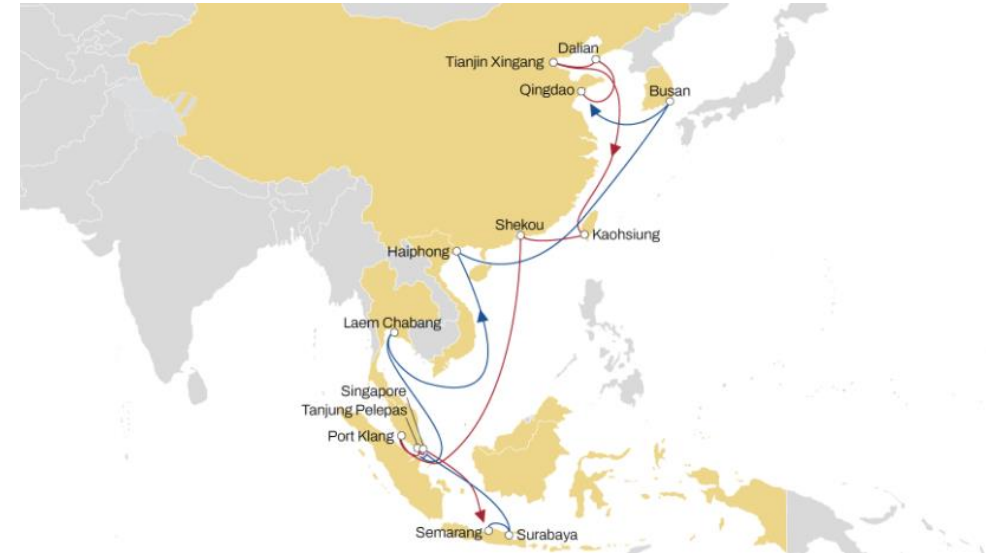 Dalian
Tianjin Xingang
Qingdao
Busan
Shekou
Kaohsiung
Haiphong
Laem Chabang
Singapore
Tanjung Pelepas
Port Klang
Semarang
Surabaya